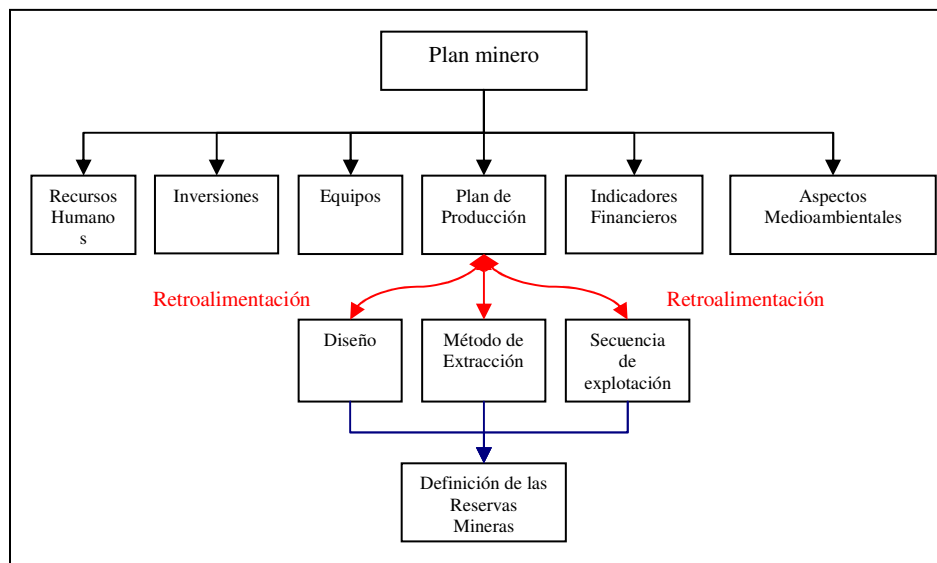 Plan minero
Recursos
Humano
s
Inversiones
Equipos
Plan de
Producción
Indicadores
Financieros
Aspectos
Medioambientales
Retroalimentación
Retroalimentación
Diseño
Método de
Extracción
Secuencia
de
explotación
Definición de las
Reservas
Mineras